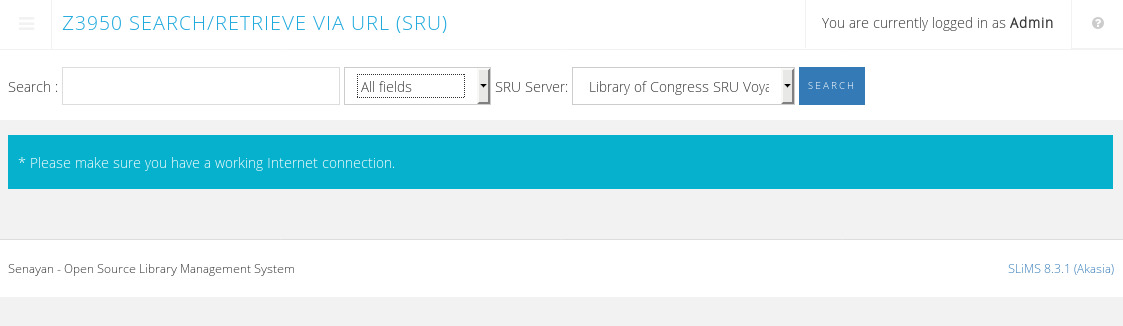 Z3950 SEARCH/RETRIEVE VIA URL (SRU)
You are currently logged in as Admin
Search : All fields SRU Server: Library of Congress SRU Voya SEARCH
* Please make sure you have a working Internet connection.
Senayan - Open Source Library Management System
SLiMS 8.3.1 (Akasia)